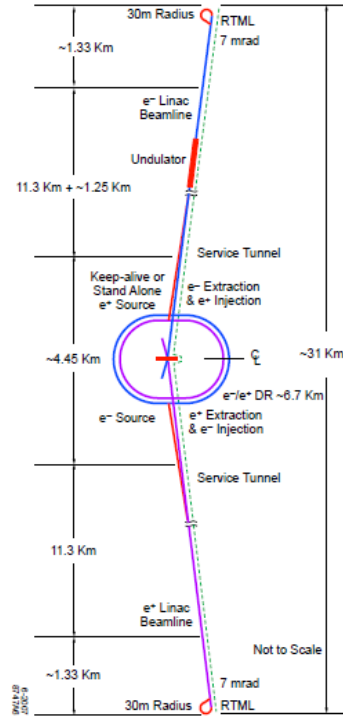 30m Radius
RTML
7 mrad
~1.33 Km
e⁻ Linac
Beamline
Undulator
11.3 Km + ~1.25 Km
Service Tunnel
Keep-alive or
Stand Alone
e⁺ Source
e⁻ Extraction
& e⁺ Injection
~4.45 Km
℄
~31 Km
e⁻/e⁺ DR ~6.7 Km
e⁻ Source
e⁺ Extraction
& e⁻ Injection
Service Tunnel
11.3 Km
e⁺ Linac
Beamline
Not to Scale
~1.33 Km
7 mrad
30m Radius
RTML
6-2007
8747A6